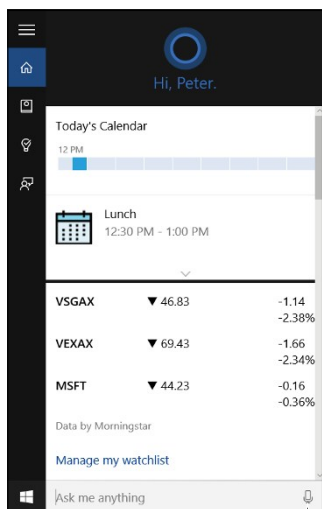 Hi, Peter.
Today's Calendar
12 PM
Lunch
12:30 PM - 1:00 PM
VSGAX ▼ 46.83 -1.14
-2.38%
VEXAX ▼ 69.43 -1.66
-2.34%
MSFT ▼ 44.23 -0.16
-0.36%
Data by Morningstar
Manage my watchlist
Ask me anything